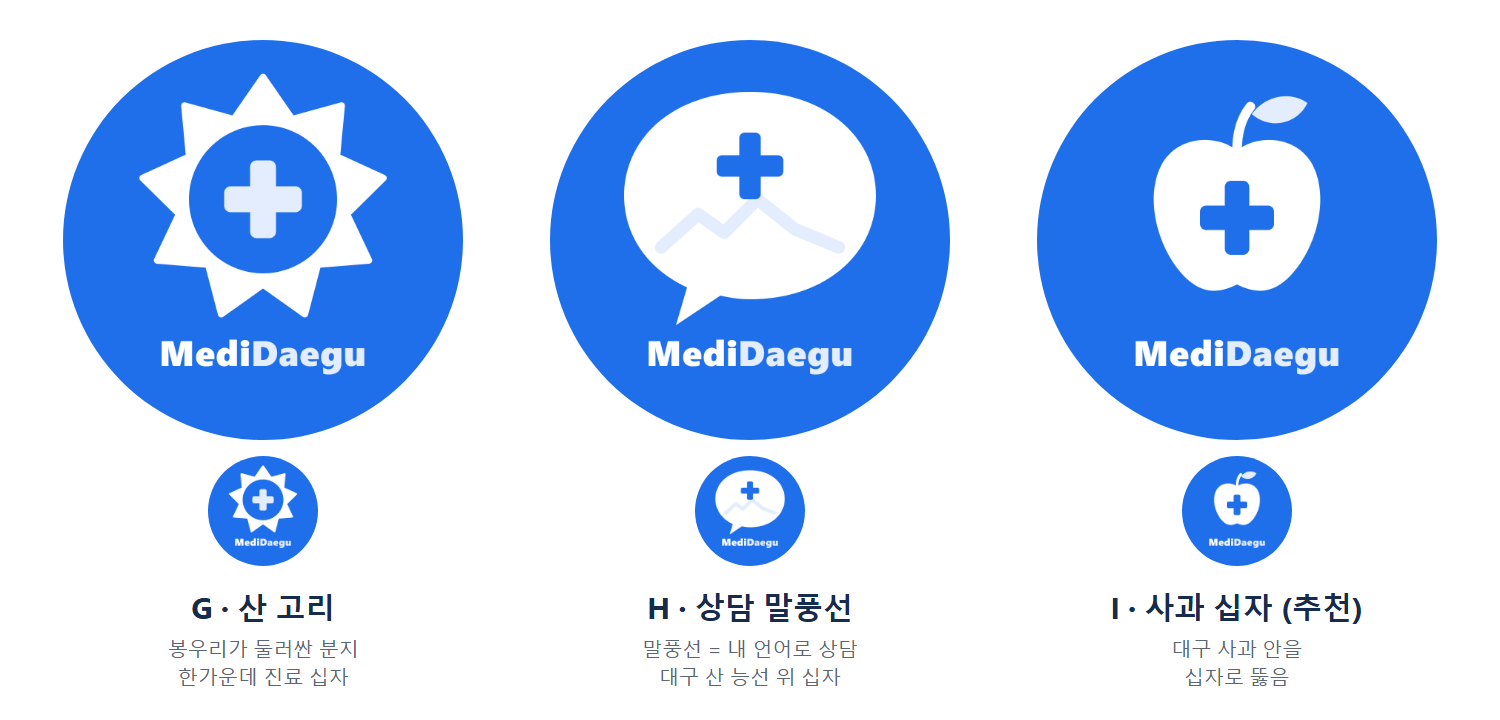 MediDaegu
MediDaegu
MediDaegu
MediDaegu
MediDaegu
MediDaegu
G · 산 고리
봉우리가 둘러싼 분지
한가운데 진료 십자
H · 상담 말풍선
말풍선 = 내 언어로 상담
대구 산 능선 위 십자
I · 사과 십자 (추천)
대구 사과 안을
십자로 뚫음